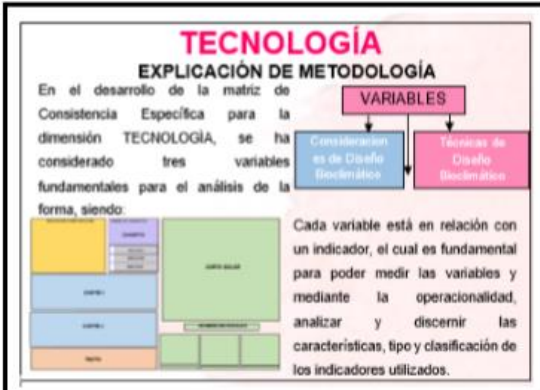 TECNOLOGÍA
EXPLICACIÓN DE METODOLOGÍA
En el desarrollo de la matriz de
Consistencia Específica para la
dimensión TECNOLOGÍA, se ha
considerado tres variables
fundamentales para el análisis de la
forma, siendo:
VARIABLES
Consideracion
es de Diseño
Bioclimático
Técnicas de
Diseño
Bioclimático
Cada variable está en relación con
un indicador, el cual es fundamental
para poder medir las variables y
mediante la operacionalidad,
analizar y discernir las
características, tipo y clasificación de
los indicadores utilizados.